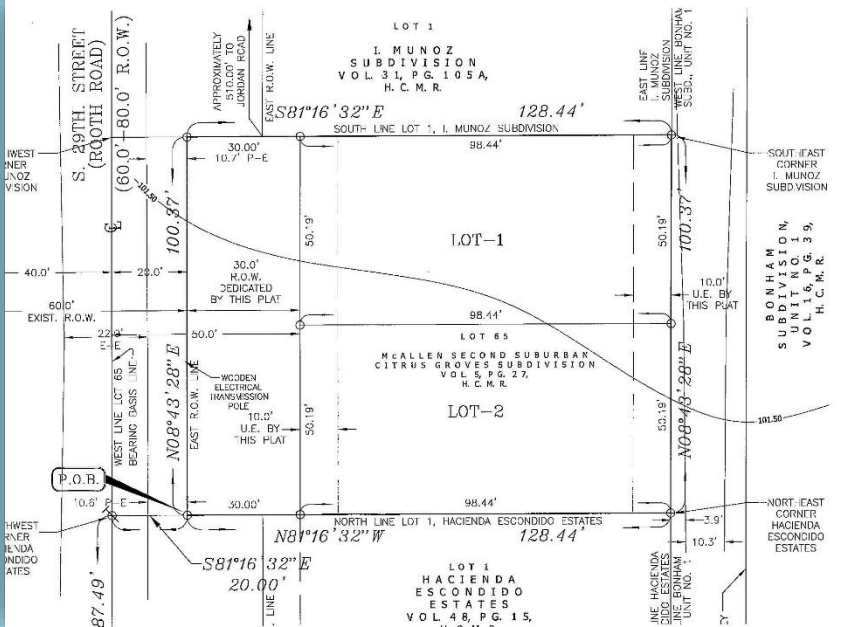 LOT 1
I. MUNOZ
SUBDIVISION
VOL. 31, PG. 105A,
H. C. M. R.
S. 29TH. STREET
(ROOTH ROAD)
(60.0'-80.0' R.O.W.)
APPROXIMATELY
510.00' TO
JORDAN ROAD
EAST R.O.W. LINE
EAST LINE
I. MUNOZ
SUBDIVISION
WEST LINE BONHAM
SUBD., UNIT NO. 1
S81°16'32"E
128.44'
SOUTH LINE LOT 1, I. MUNOZ SUBDIVISION
30.00'
98.44'
10.7' P-E
VISION
SOUTHEAST
CORNER
I. MUNOZ
SUBDIVISION
101.50
100.37'
50.19'
LOT-1
100.37
40.0'
20.0'
30.0'
R.O.W.
DEDICATED
BY THIS PLAT
10.0'
U.E. BY
THIS PLAT
BONHAM
SUBDIVISION,
UNIT NO. 1
VOL. 16, PG. 39,
H. C. M. R.
60.0'
EXIST. R.O.W.
98.44'
50.0'
E-E
LOT 65
McALLEN SECOND SUBURBAN
CITRUS GROVES SUBDIVISION
VOL. 5, PG. 27,
H. C. M. R.
WOODEN
ELECTRICAL
TRANSMISSION
POLE
10.0'
U.E. BY
THIS PLAT
WEST LINE LOT 65
BEARING BASIS LINE
N08°43'28"E
EAST R.O.W. LINE
50.19'
LOT-2
50.19'
N08°43'28"E
101.50
P.O.B.
10.6' P-E
30.00'
98.44'
NORTH LINE LOT 1, HACIENDA ESCONDIDO ESTATES
N81°16'32"W
128.44'
3.9'
10.3'
NORTHEAST
CORNER
HACIENDA
ESCONDIDO
ESTATES
S81°16'32"E
20.00'
87.49'
LINE
LOT 1
HACIENDA
ESCONDIDO
ESTATES
VOL. 48, PG. 15,
UNIT NO. 1